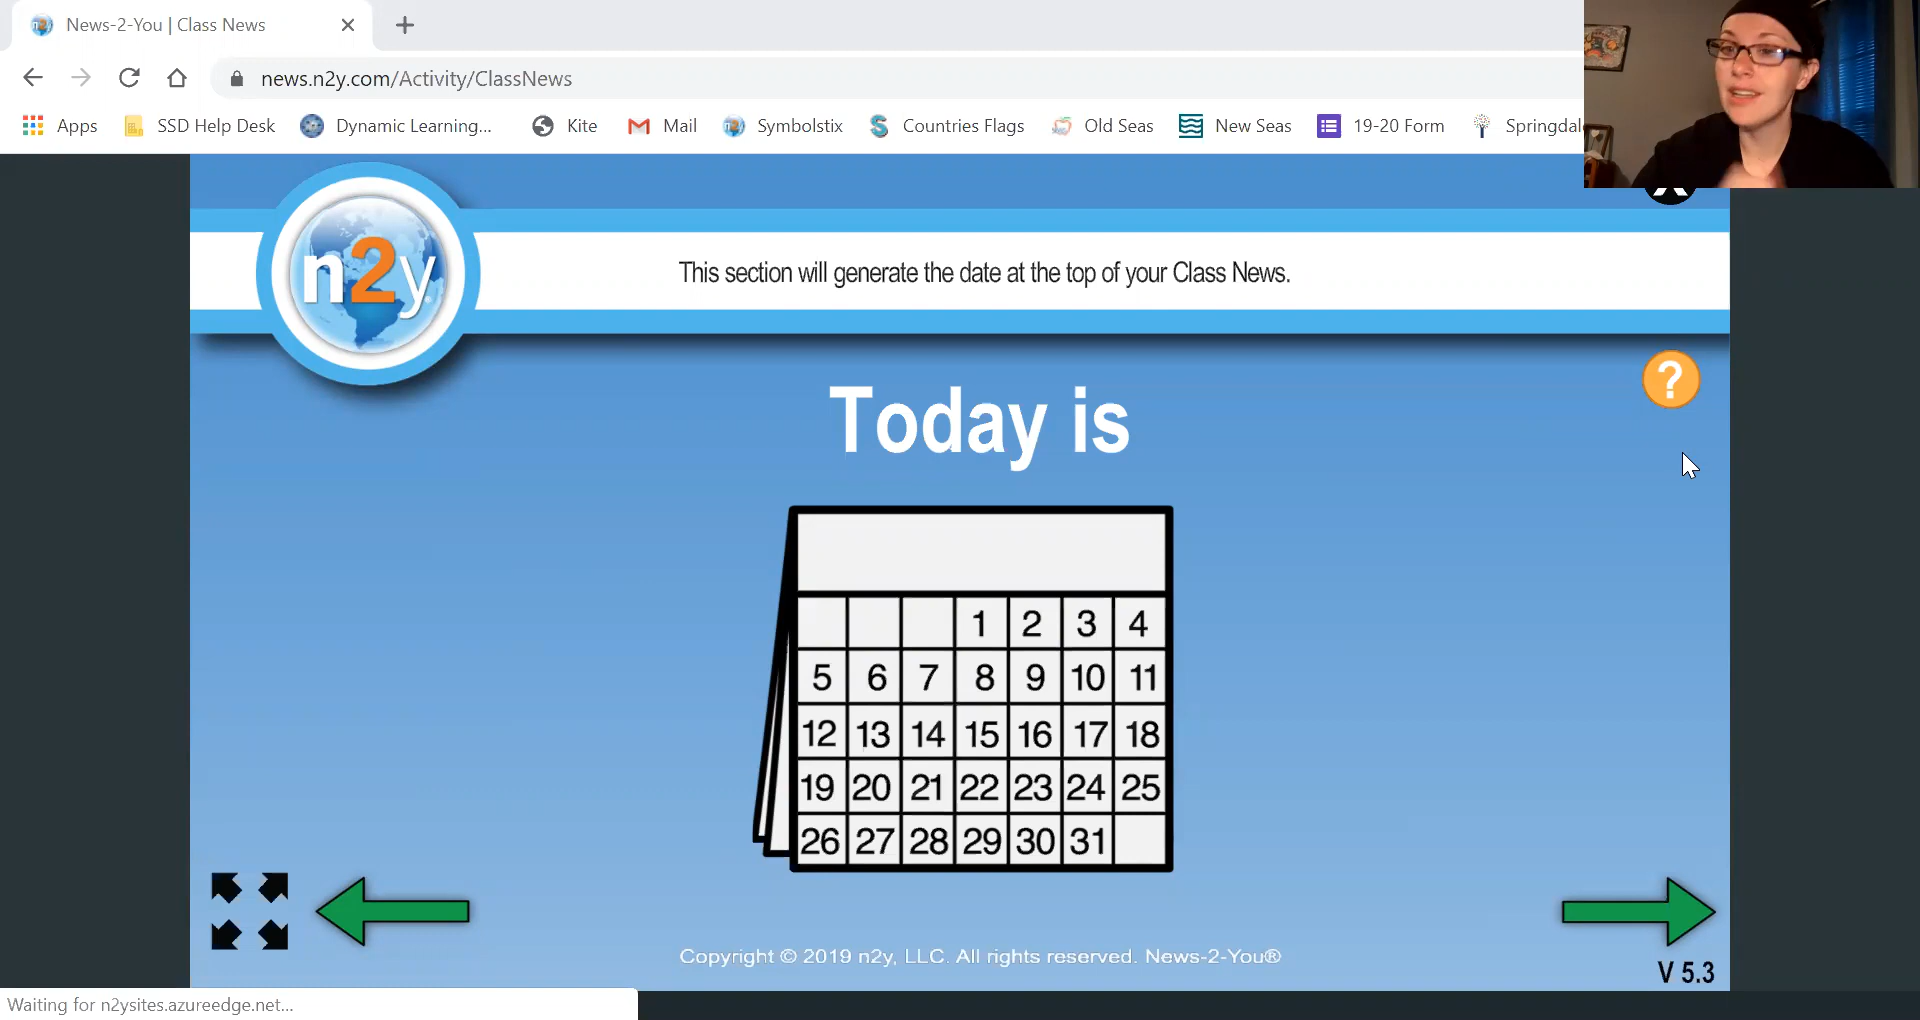 News-2-You | Class News
news.n2y.com/Activity/ClassNews
Apps SSD Help Desk Dynamic Learning... Kite Mail Symbolstix Countries Flags Old Seas New Seas 19-20 Form Springdal
n2y
This section will generate the date at the top of your Class News.
?
Today is
1 2 3 4
5 6 7 8 9 10 11
12 13 14 15 16 17 18
19 20 21 22 23 24 25
26 27 28 29 30 31
Copyright © 2019 n2y, LLC. All rights reserved. News-2-You®
V 5.3
Waiting for n2ysites.azureedge.net...